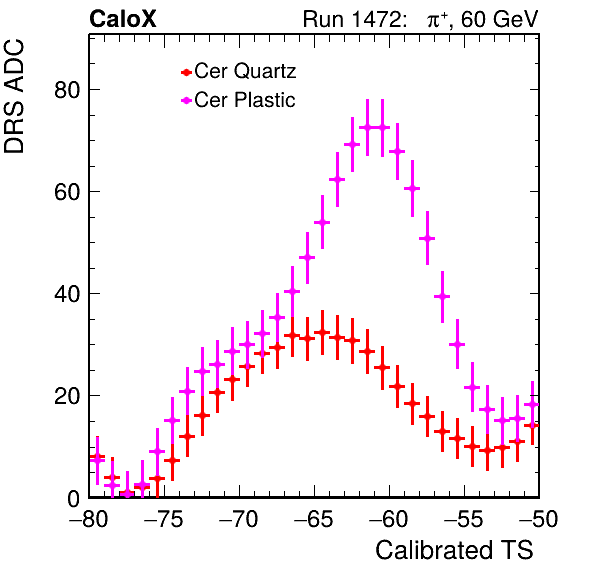 CaloX Run 1472: π⁺, 60 GeV
DRS ADC
Cer Quartz
Cer Plastic
80
60
40
20
0
−80 −75 −70 −65 −60 −55 −50
Calibrated TS